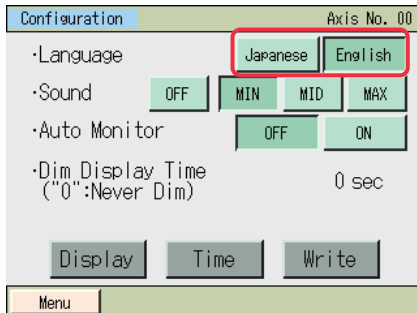 Configuration Axis No. 00
·Language Japanese English
·Sound OFF MIN MID MAX
·Auto Monitor OFF ON
·Dim Display Time
("0":Never Dim) 0 sec
Display Time Write
Menu